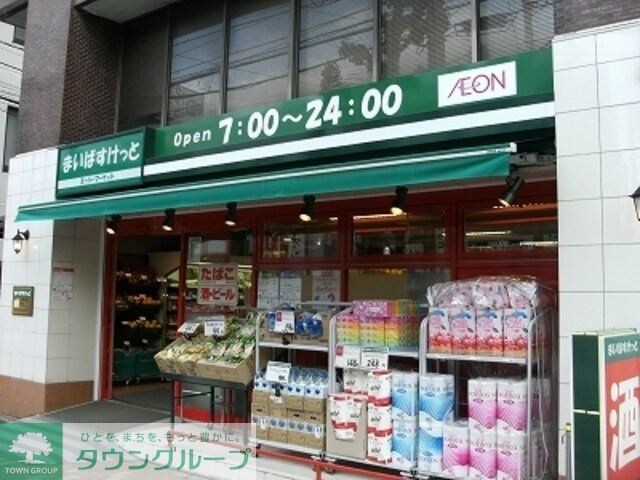 まいばすけっと
スーパーマーケット
Open 7:00～24:00
ÆON
たばこ
酒・ビール
248
まいばすけっと
酒
ひとを、まちを、もっと豊かに。
タウングループ
TOWN GROUP